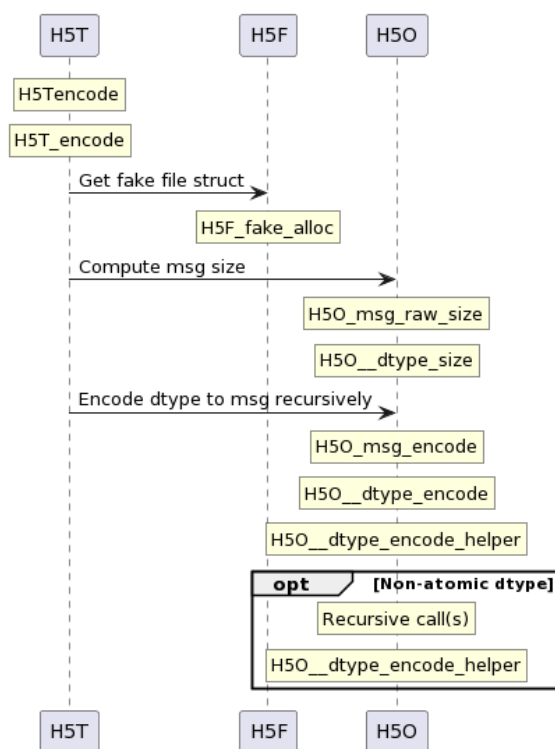 H5T H5F H5O
H5Tencode
H5T_encode
Get fake file struct
H5F_fake_alloc
Compute msg size
H5O_msg_raw_size
H5O__dtype_size
Encode dtype to msg recursively
H5O_msg_encode
H5O__dtype_encode
H5O__dtype_encode_helper
opt [Non-atomic dtype]
Recursive call(s)
H5O__dtype_encode_helper
H5T H5F H5O